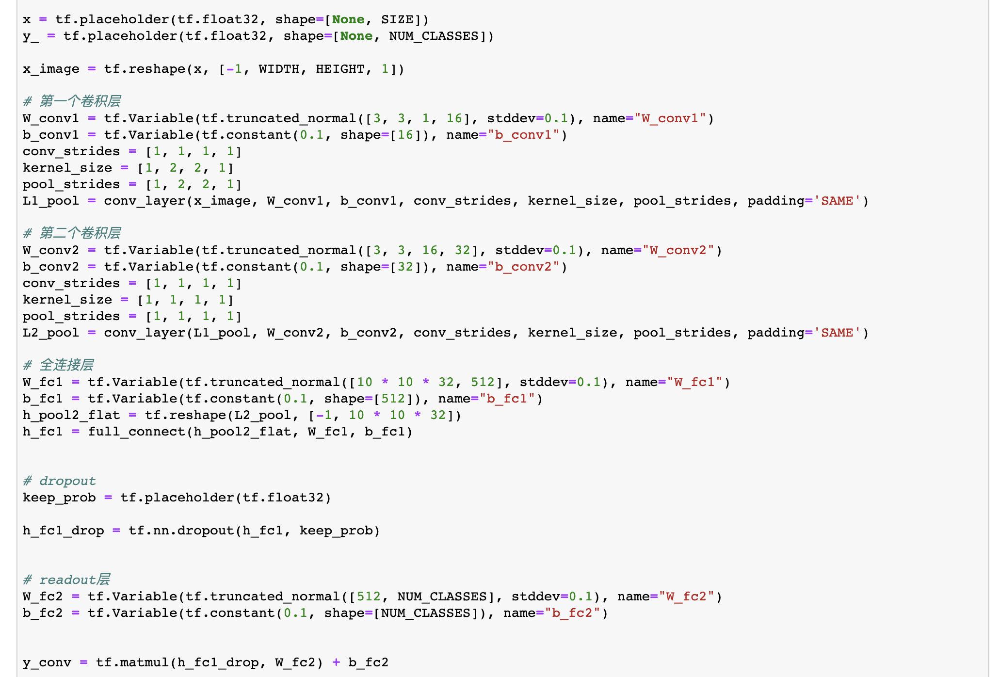 x = tf.placeholder(tf.float32, shape=[None, SIZE])
y_ = tf.placeholder(tf.float32, shape=[None, NUM_CLASSES])
x_image = tf.reshape(x, [-1, WIDTH, HEIGHT, 1])
# 第一个卷积层
W_conv1 = tf.Variable(tf.truncated_normal([3, 3, 1, 16], stddev=0.1), name="W_conv1")
b_conv1 = tf.Variable(tf.constant(0.1, shape=[16]), name="b_conv1")
conv_strides = [1, 1, 1, 1]
kernel_size = [1, 2, 2, 1]
pool_strides = [1, 2, 2, 1]
L1_pool = conv_layer(x_image, W_conv1, b_conv1, conv_strides, kernel_size, pool_strides, padding='SAME')
# 第二个卷积层
W_conv2 = tf.Variable(tf.truncated_normal([3, 3, 16, 32], stddev=0.1), name="W_conv2")
b_conv2 = tf.Variable(tf.constant(0.1, shape=[32]), name="b_conv2")
conv_strides = [1, 1, 1, 1]
kernel_size = [1, 1, 1, 1]
pool_strides = [1, 1, 1, 1]
L2_pool = conv_layer(L1_pool, W_conv2, b_conv2, conv_strides, kernel_size, pool_strides, padding='SAME')
# 全连接层
W_fc1 = tf.Variable(tf.truncated_normal([10 * 10 * 32, 512], stddev=0.1), name="W_fc1")
b_fc1 = tf.Variable(tf.constant(0.1, shape=[512]), name="b_fc1")
h_pool2_flat = tf.reshape(L2_pool, [-1, 10 * 10 * 32])
h_fc1 = full_connect(h_pool2_flat, W_fc1, b_fc1)
# dropout
keep_prob = tf.placeholder(tf.float32)
h_fc1_drop = tf.nn.dropout(h_fc1, keep_prob)
# readout层
W_fc2 = tf.Variable(tf.truncated_normal([512, NUM_CLASSES], stddev=0.1), name="W_fc2")
b_fc2 = tf.Variable(tf.constant(0.1, shape=[NUM_CLASSES]), name="b_fc2")
y_conv = tf.matmul(h_fc1_drop, W_fc2) + b_fc2